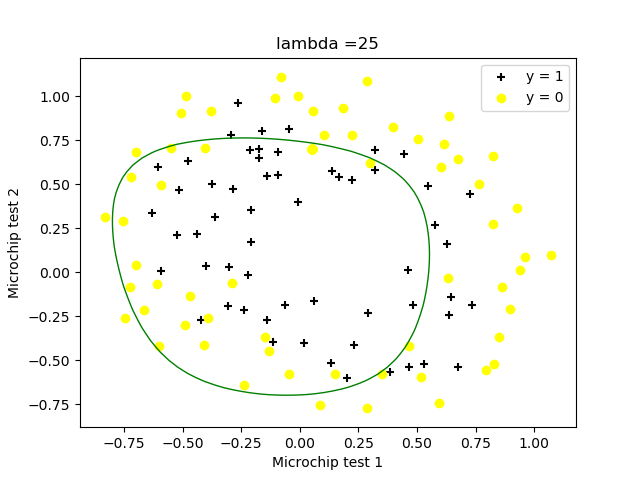 lambda =25
y = 1
y = 0
Microchip test 2
1.00
0.75
0.50
0.25
0.00
−0.25
−0.50
−0.75
−0.75 −0.50 −0.25 0.00 0.25 0.50 0.75 1.00
Microchip test 1